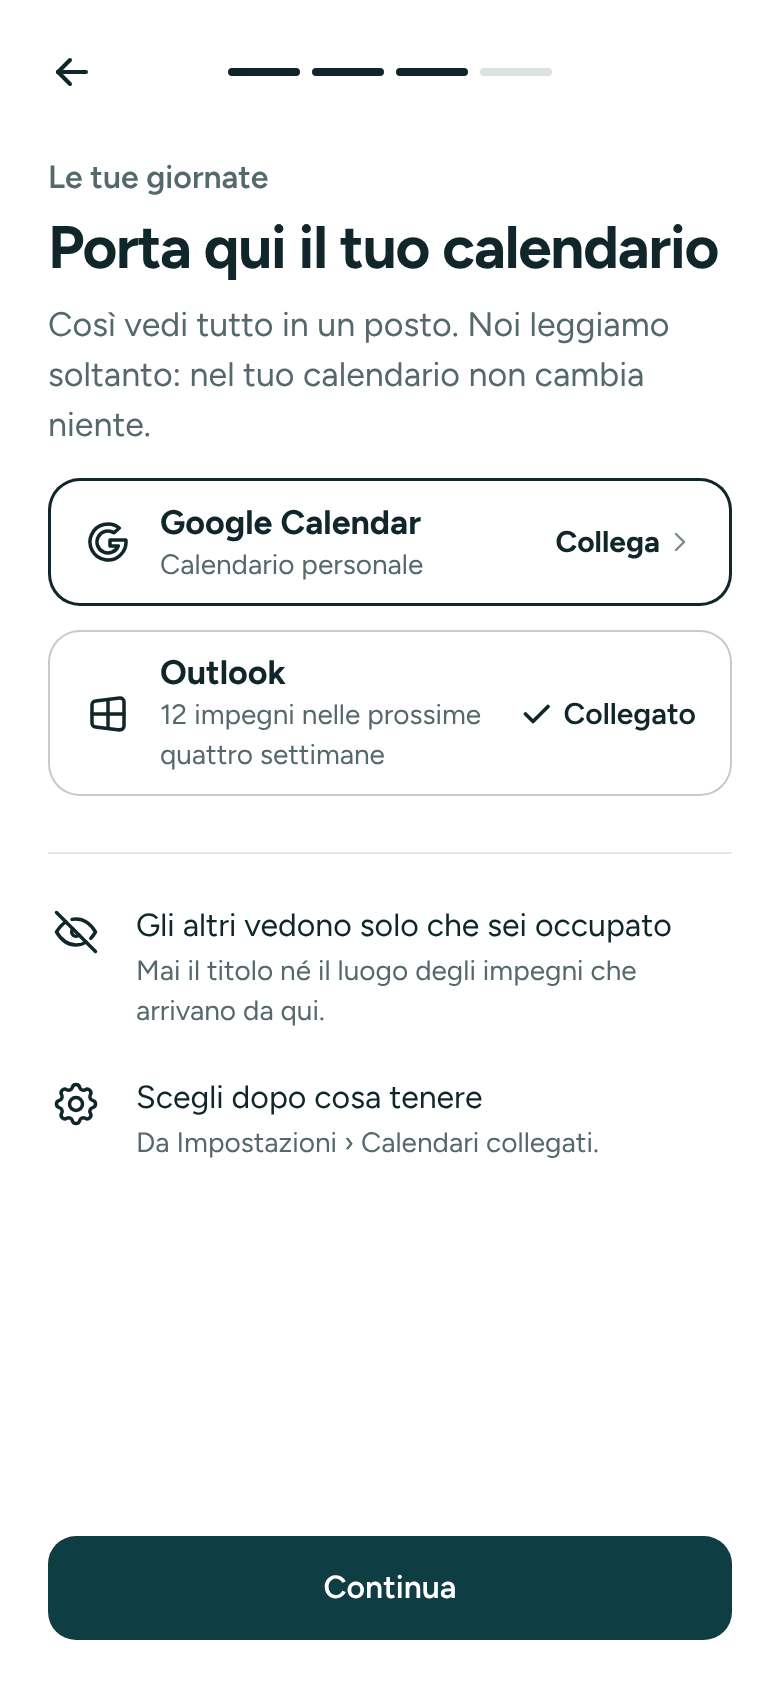 Le tue giornate
Porta qui il tuo calendario
Così vedi tutto in un posto. Noi leggiamo
soltanto: nel tuo calendario non cambia
niente.
Google Calendar
Calendario personale
Collega
Outlook
12 impegni nelle prossime
quattro settimane
Collegato
Gli altri vedono solo che sei occupato
Mai il titolo né il luogo degli impegni che
arrivano da qui.
Scegli dopo cosa tenere
Da Impostazioni › Calendari collegati.
Continua